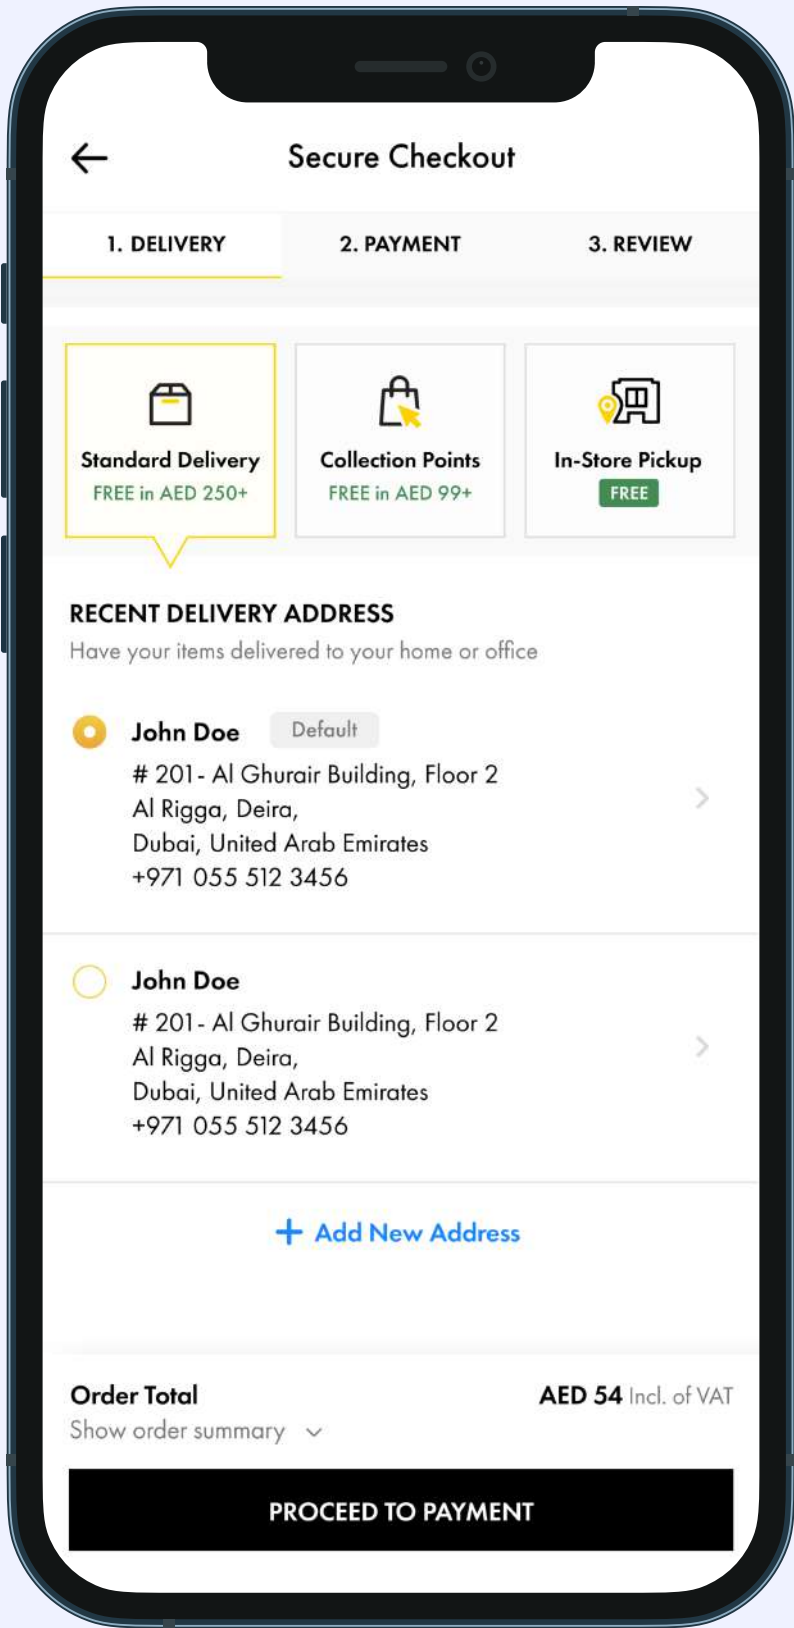 Secure Checkout
1. DELIVERY
2. PAYMENT
3. REVIEW
Standard Delivery
FREE in AED 250+
Collection Points
FREE in AED 99+
In-Store Pickup
FREE
RECENT DELIVERY ADDRESS
Have your items delivered to your home or office
John Doe
Default
# 201- Al Ghurair Building, Floor 2
Al Rigga, Deira,
Dubai, United Arab Emirates
+971 055 512 3456
John Doe
# 201- Al Ghurair Building, Floor 2
Al Rigga, Deira,
Dubai, United Arab Emirates
+971 055 512 3456
+ Add New Address
Order Total
AED 54 Incl. of VAT
Show order summary
PROCEED TO PAYMENT